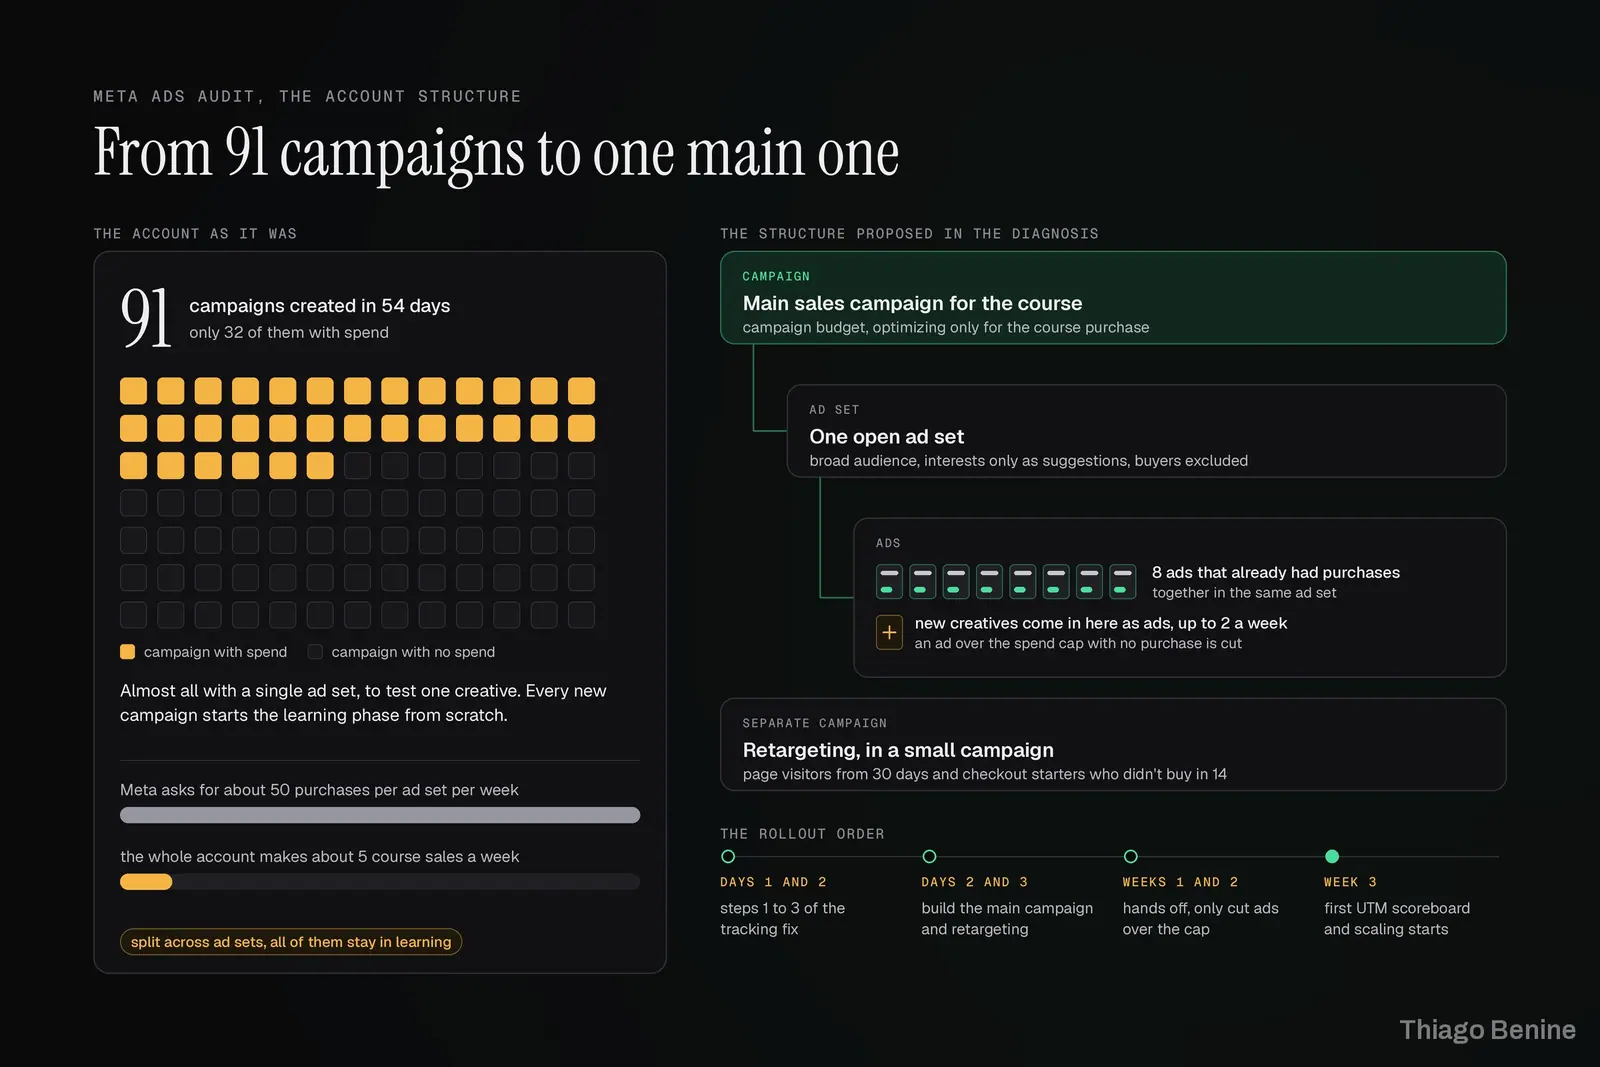 META ADS AUDIT, THE ACCOUNT STRUCTURE
From 91 campaigns to one main one
THE ACCOUNT AS IT WAS
91
campaigns created in 54 days
only 32 of them with spend
campaign with spend
campaign with no spend
Almost all with a single ad set, to test one creative. Every new
campaign starts the learning phase from scratch.
Meta asks for about 50 purchases per ad set per week
the whole account makes about 5 course sales a week
split across ad sets, all of them stay in learning
THE STRUCTURE PROPOSED IN THE DIAGNOSIS
CAMPAIGN
Main sales campaign for the course
campaign budget, optimizing only for the course purchase
AD SET
One open ad set
broad audience, interests only as suggestions, buyers excluded
ADS
8 ads that already had purchases
together in the same ad set
+
new creatives come in here as ads, up to 2 a week
an ad over the spend cap with no purchase is cut
SEPARATE CAMPAIGN
Retargeting, in a small campaign
page visitors from 30 days and checkout starters who didn't buy in 14
THE ROLLOUT ORDER
DAYS 1 AND 2
steps 1 to 3 of the
tracking fix
DAYS 2 AND 3
build the main campaign
and retargeting
WEEKS 1 AND 2
hands off, only cut ads
over the cap
WEEK 3
first UTM scoreboard
and scaling starts
Thiago Benine